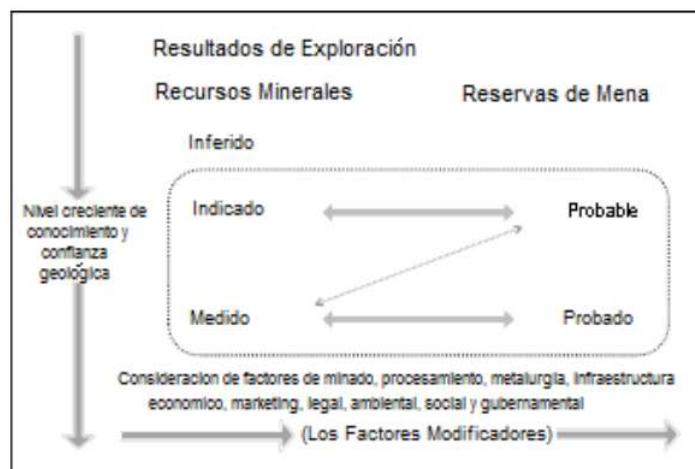 Resultados de Exploración
Recursos Minerales Reservas de Mena
Inferido
Indicado Probable
Nivel creciente de
conocimiento y
confianza
geológica
Medido Probado
Consideracion de factores de minado, procesamiento, metalurgia, infraestructura
economico, marketing, legal, ambiental, social y gubernamental
(Los Factores Modificadores)